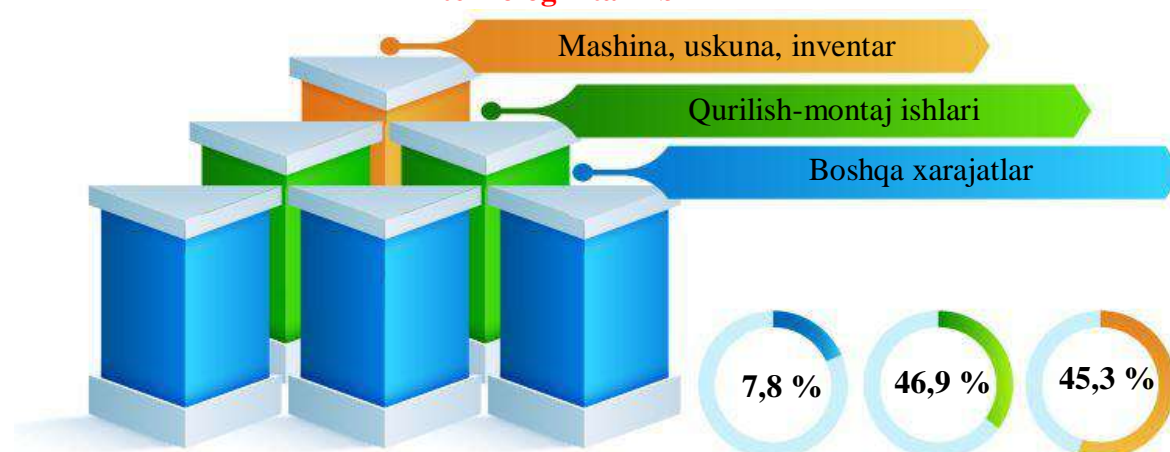 Mashina, uskuna, inventar
Qurilish-montaj ishlari
Boshqa xarajatlar
7,8 %
46,9 %
45,3 %